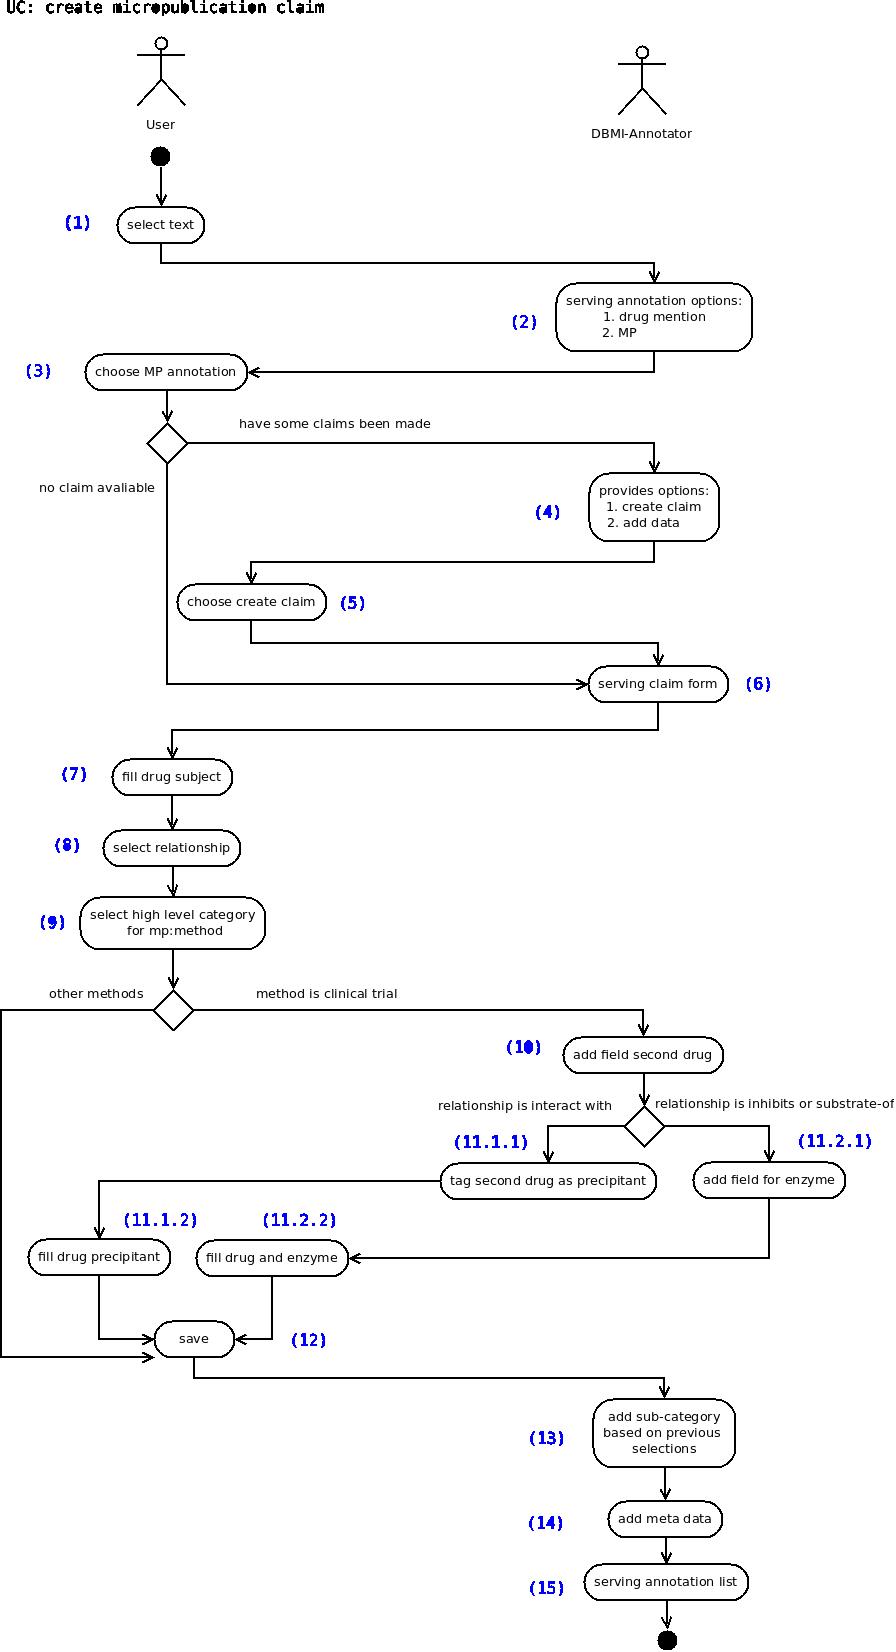 UC: create micropublication claim
User
DBMI-Annotator
(1)
select text
serving annotation options:
1. drug mention
2. MP
(2)
(3)
choose MP annotation
have some claims been made
no claim avaliable
provides options:
1. create claim
2. add data
(4)
choose create claim
(5)
serving claim form
(6)
(7)
fill drug subject
(8)
select relationship
(9)
select high level category
for mp:method
other methods
method is clinical trial
(10)
add field second drug
relationship is interact with
relationship is inhibits or substrate-of
(11.1.1)
(11.2.1)
tag second drug as precipitant
add field for enzyme
(11.1.2)
(11.2.2)
fill drug precipitant
fill drug and enzyme
save
(12)
add sub-category
based on previous
selections
(13)
add meta data
(14)
serving annotation list
(15)